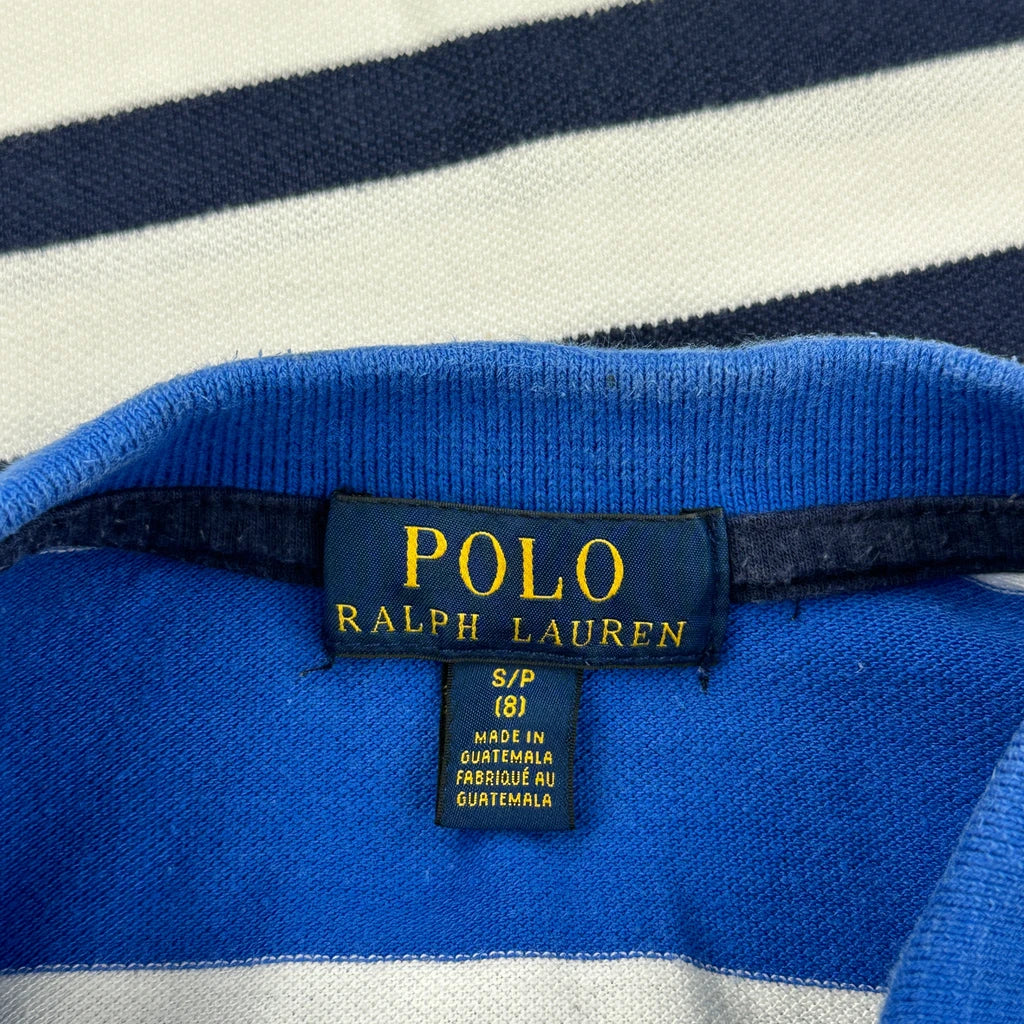 POLO
RALPH LAUREN
S/P
(8)
MADE IN
GUATEMALA
FABRIQUÉ AU
GUATEMALA